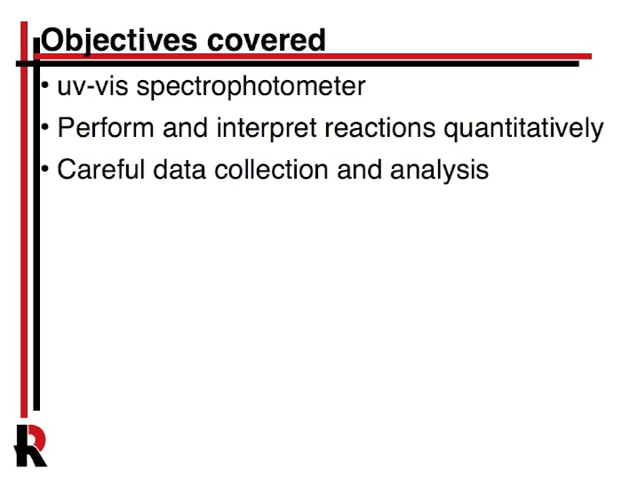 Objectives covered
• uv-vis spectrophotometer
• Perform and interpret reactions quantitatively
• Careful data collection and analysis
R